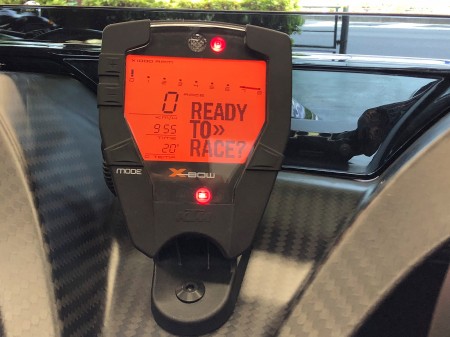 0
READY
TO»
RACE?
9:55
20°
MODE
X-BOW